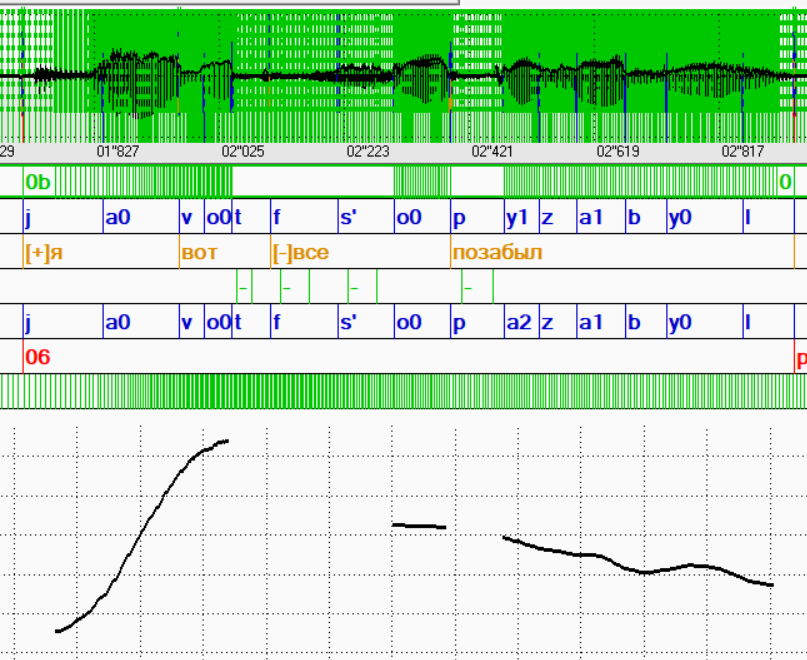 29 01"827 02"025 02"223 02"421 02"619 02"817
0b 0
j a0 v o0 t f s' o0 p y1 z a1 b y0 l
[+]я вот [-]все позабыл
- - - -
j a0 v o0 t f s' o0 p a2 z a1 b y0 l
06 p